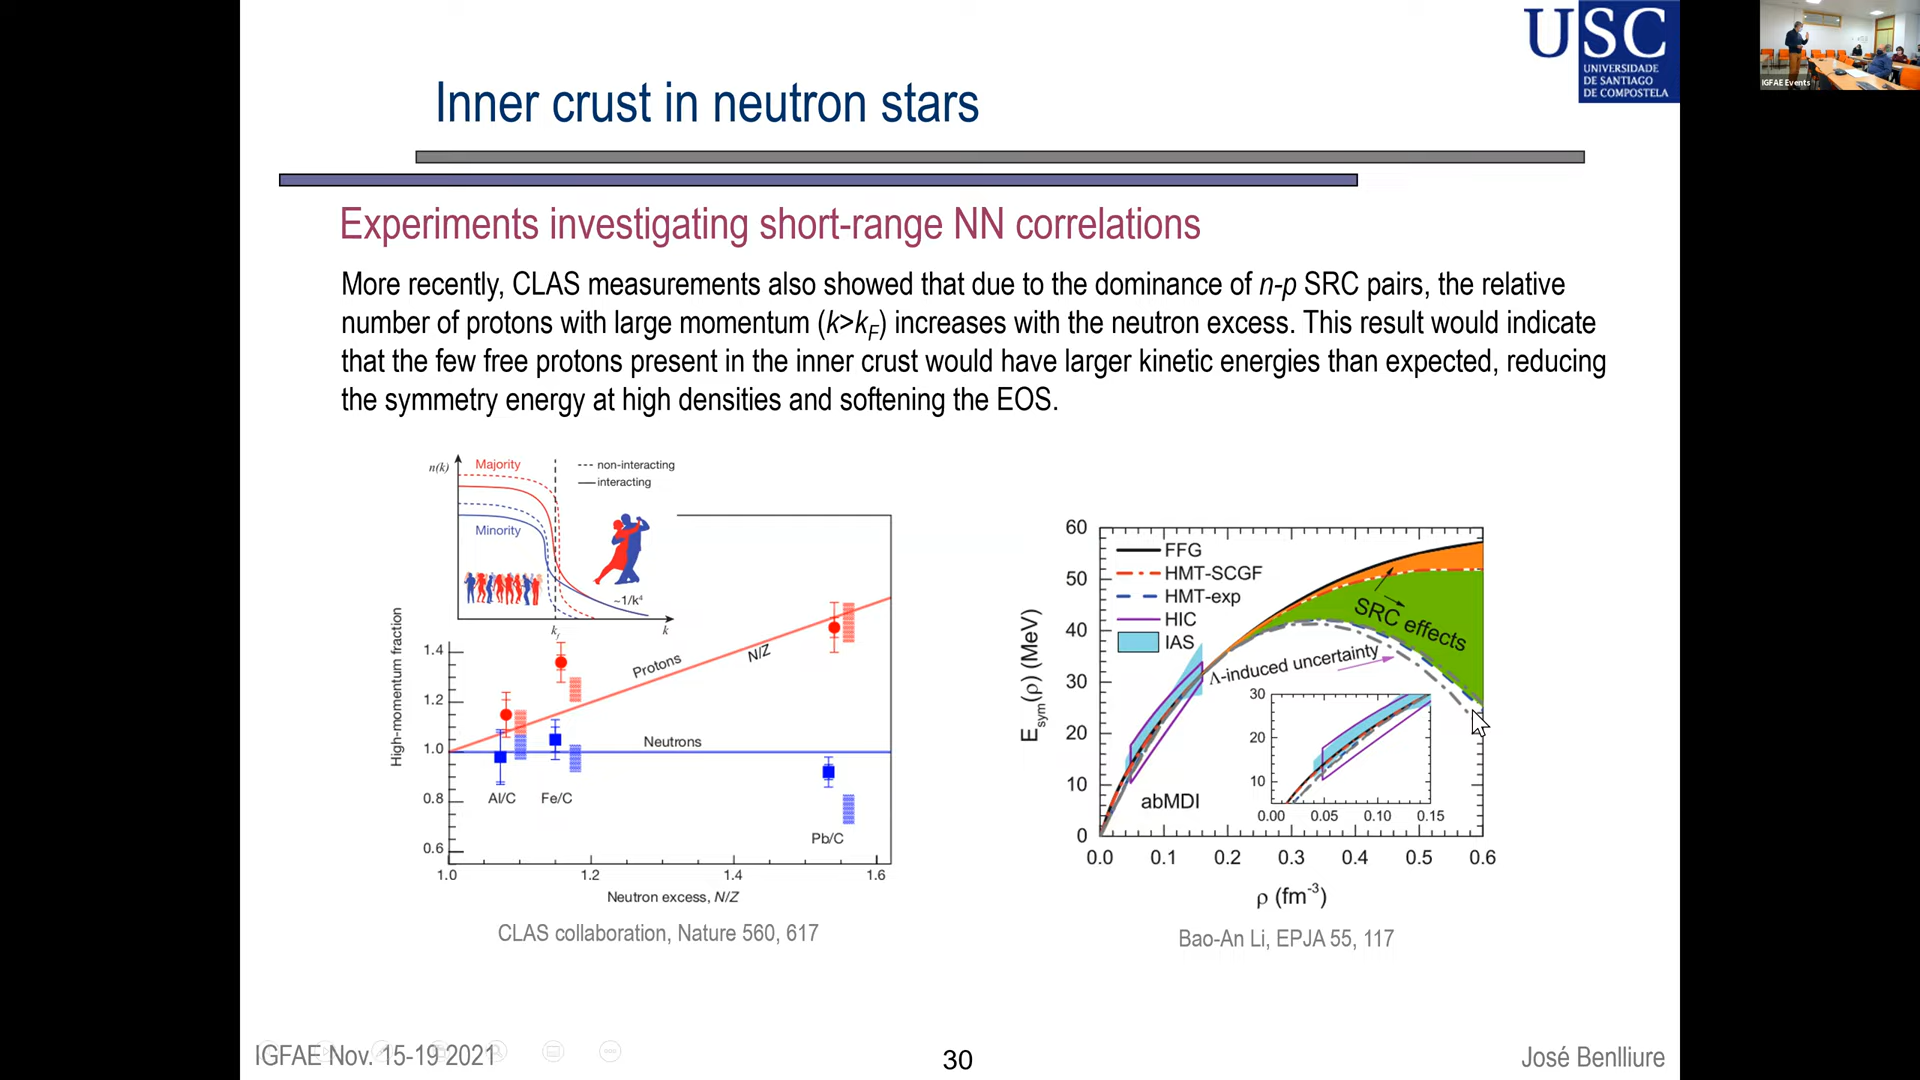 USC
UNIVERSIDADE
DE SANTIAGO
DE COMPOSTELA
IGFAE Events
Inner crust in neutron stars
Experiments investigating short-range NN correlations
More recently, CLAS measurements also showed that due to the dominance of n-p SRC pairs, the relative
number of protons with large momentum (k>kF) increases with the neutron excess. This result would indicate
that the few free protons present in the inner crust would have larger kinetic energies than expected, reducing
the symmetry energy at high densities and softening the EOS.
n(k)
Majority
Minority
non-interacting
interacting
~1/k⁴
kF
k
High-momentum fraction
1.4
1.2
1.0
0.8
0.6
Protons
N/Z
Neutrons
Al/C
Fe/C
Pb/C
1.0
1.2
1.4
1.6
Neutron excess, N/Z
CLAS collaboration, Nature 560, 617
Esym(ρ) (MeV)
60
50
40
30
20
10
0
FFG
HMT-SCGF
HMT-exp
HIC
IAS
SRC effects
Λ-induced uncertainty
abMDI
30
20
10
0.00
0.05
0.10
0.15
0.0
0.1
0.2
0.3
0.4
0.5
0.6
ρ (fm⁻³)
Bao-An Li, EPJA 55, 117
IGFAE Nov. 15-19 2021
30
José Benlliure